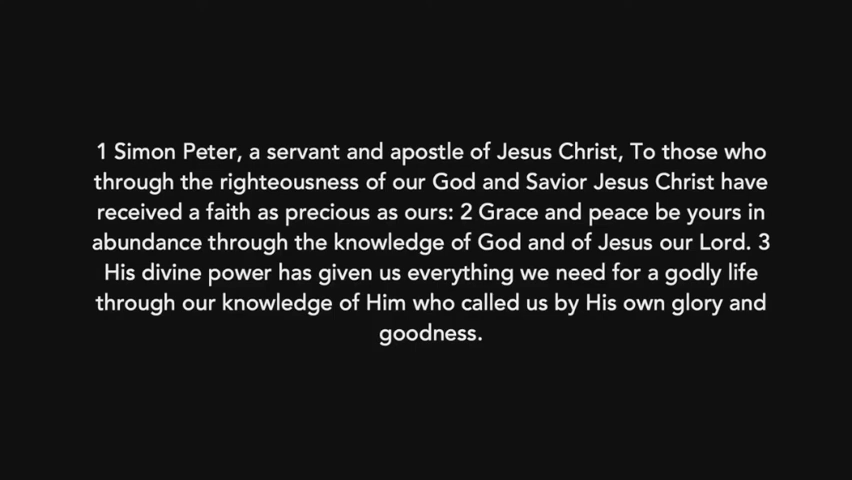 1 Simon Peter, a servant and apostle of Jesus Christ, To those who
through the righteousness of our God and Savior Jesus Christ have
received a faith as precious as ours: 2 Grace and peace be yours in
abundance through the knowledge of God and of Jesus our Lord. 3
His divine power has given us everything we need for a godly life
through our knowledge of Him who called us by His own glory and
goodness.